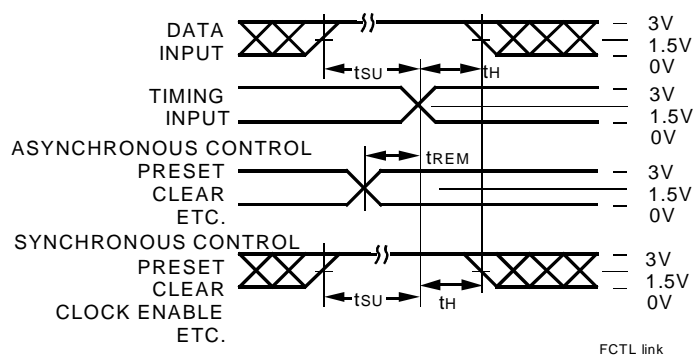 DATA
INPUT
tSU
tH
3V
1.5V
0V
TIMING
INPUT
3V
1.5V
0V
ASYNCHRONOUS CONTROL
PRESET
CLEAR
ETC.
tREM
3V
1.5V
0V
SYNCHRONOUS CONTROL
PRESET
CLEAR
CLOCK ENABLE
ETC.
tSU
tH
3V
1.5V
0V
FCTL link